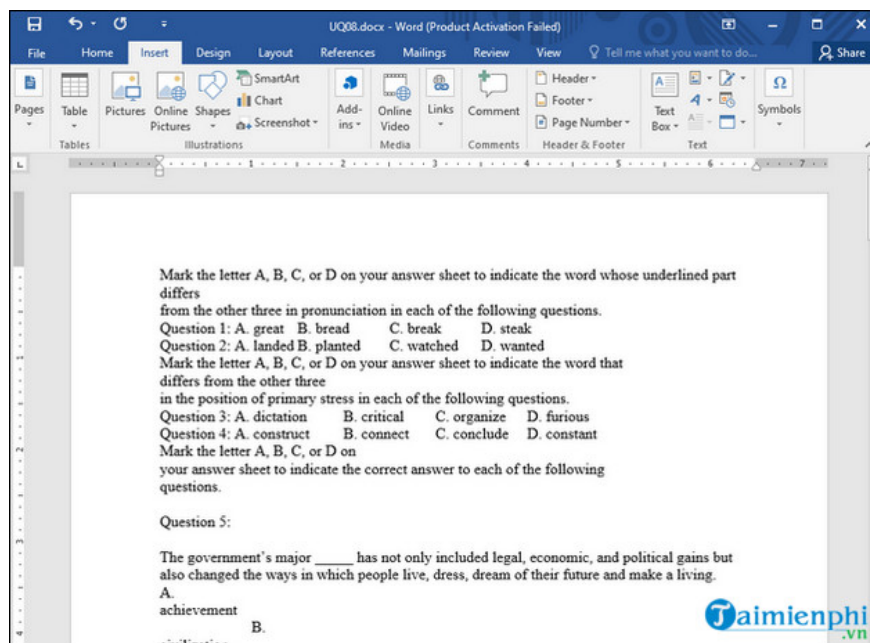 UQ08.docx - Word (Product Activation Failed)
File Home Insert Design Layout References Mailings Review View Tell me what you want to do... Share
Pages
Table
Tables
Pictures
Online Pictures
Shapes
SmartArt
Chart
Screenshot
Illustrations
Add-ins
Online Video
Media
Links
Comment
Comments
Header
Footer
Page Number
Header & Footer
Text Box
Text
Symbols
1 2 3 4 5 6 7
Mark the letter A, B, C, or D on your answer sheet to indicate the word whose underlined part
differs
from the other three in pronunciation in each of the following questions.
Question 1: A. great B. bread C. break D. steak
Question 2: A. landed B. planted C. watched D. wanted
Mark the letter A, B, C, or D on your answer sheet to indicate the word that
differs from the other three
in the position of primary stress in each of the following questions.
Question 3: A. dictation B. critical C. organize D. furious
Question 4: A. construct B. connect C. conclude D. constant
Mark the letter A, B, C, or D on
your answer sheet to indicate the correct answer to each of the following
questions.
Question 5:
The government's major _____ has not only included legal, economic, and political gains but
also changed the ways in which people live, dress, dream of their future and make a living.
A.
achievement
B.
Taimienphi
.vn